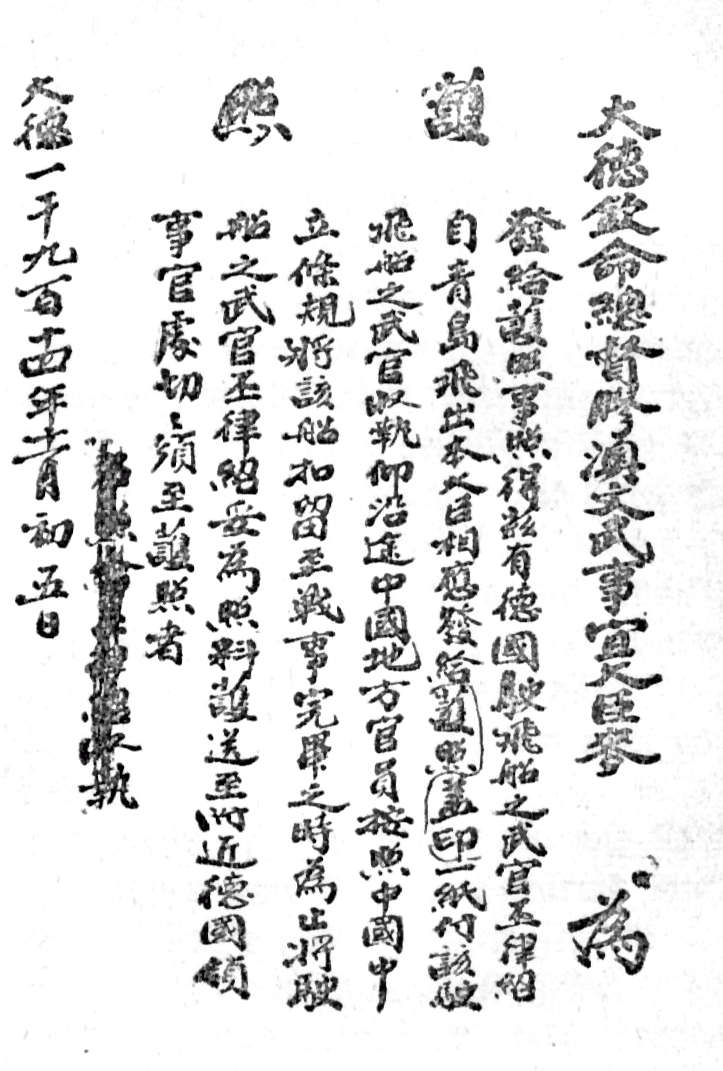 大德欽命總督膠澳文武事宜大臣麥 為
護照
發給護照事照得茲有德國駛飛船之武官丕律紹
自青島飛出本大臣相應發給護照蓋印一紙付該駛
飛船之武官收執仰沿途中國地方官員按照中國中
立條規將該船扣留至戰事完畢之時為止將駛
船之武官丕律紹妥為照料護送至附近德國領
事官處切〻須至護照者
照給丕律紹收執
大德一千九百十四年十一月初五日